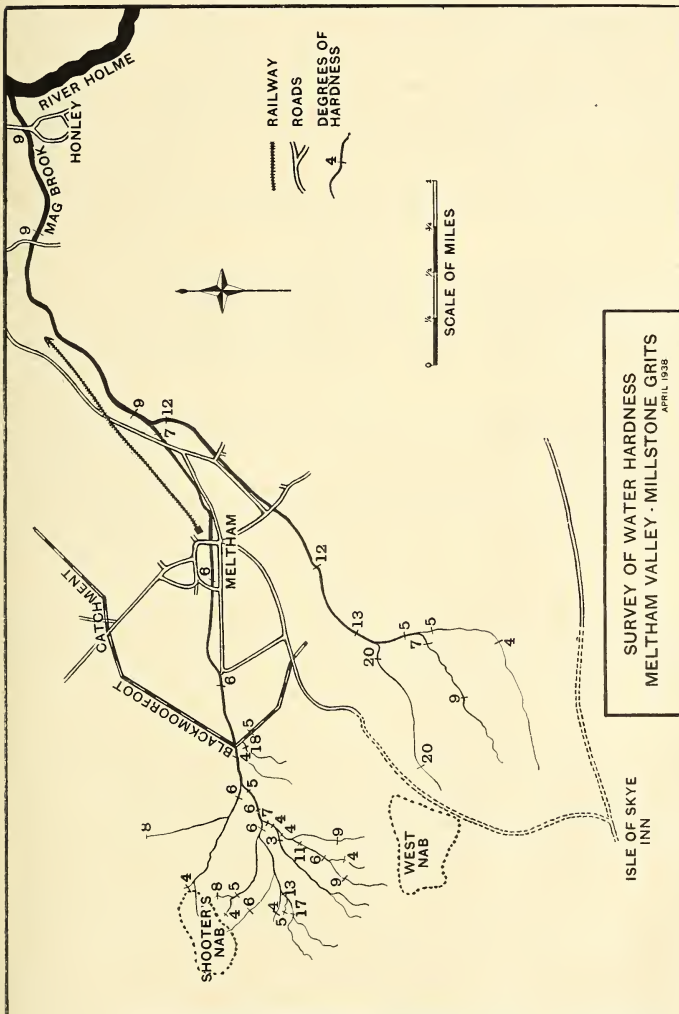 RIVER HOLME
HONLEY
9
MAG BROOK
9
RAILWAY
ROADS
DEGREES OF
HARDNESS
4
0
¼
½
¾
1
SCALE OF MILES
9
7
12
CATCHMENT
BLACKMOORFOOT
6
MELTHAM
6
12
13
20
5
5
7
4
9
20
5
18
4
6
5
8
6
7
6
4
4
3
9
11
6
4
9
4
SHOOTER'S
NAB
8
5
4
6
4
5
13
17
WEST
NAB
ISLE OF SKYE
INN
SURVEY OF WATER HARDNESS
MELTHAM VALLEY - MILLSTONE GRITS
APRIL 1938